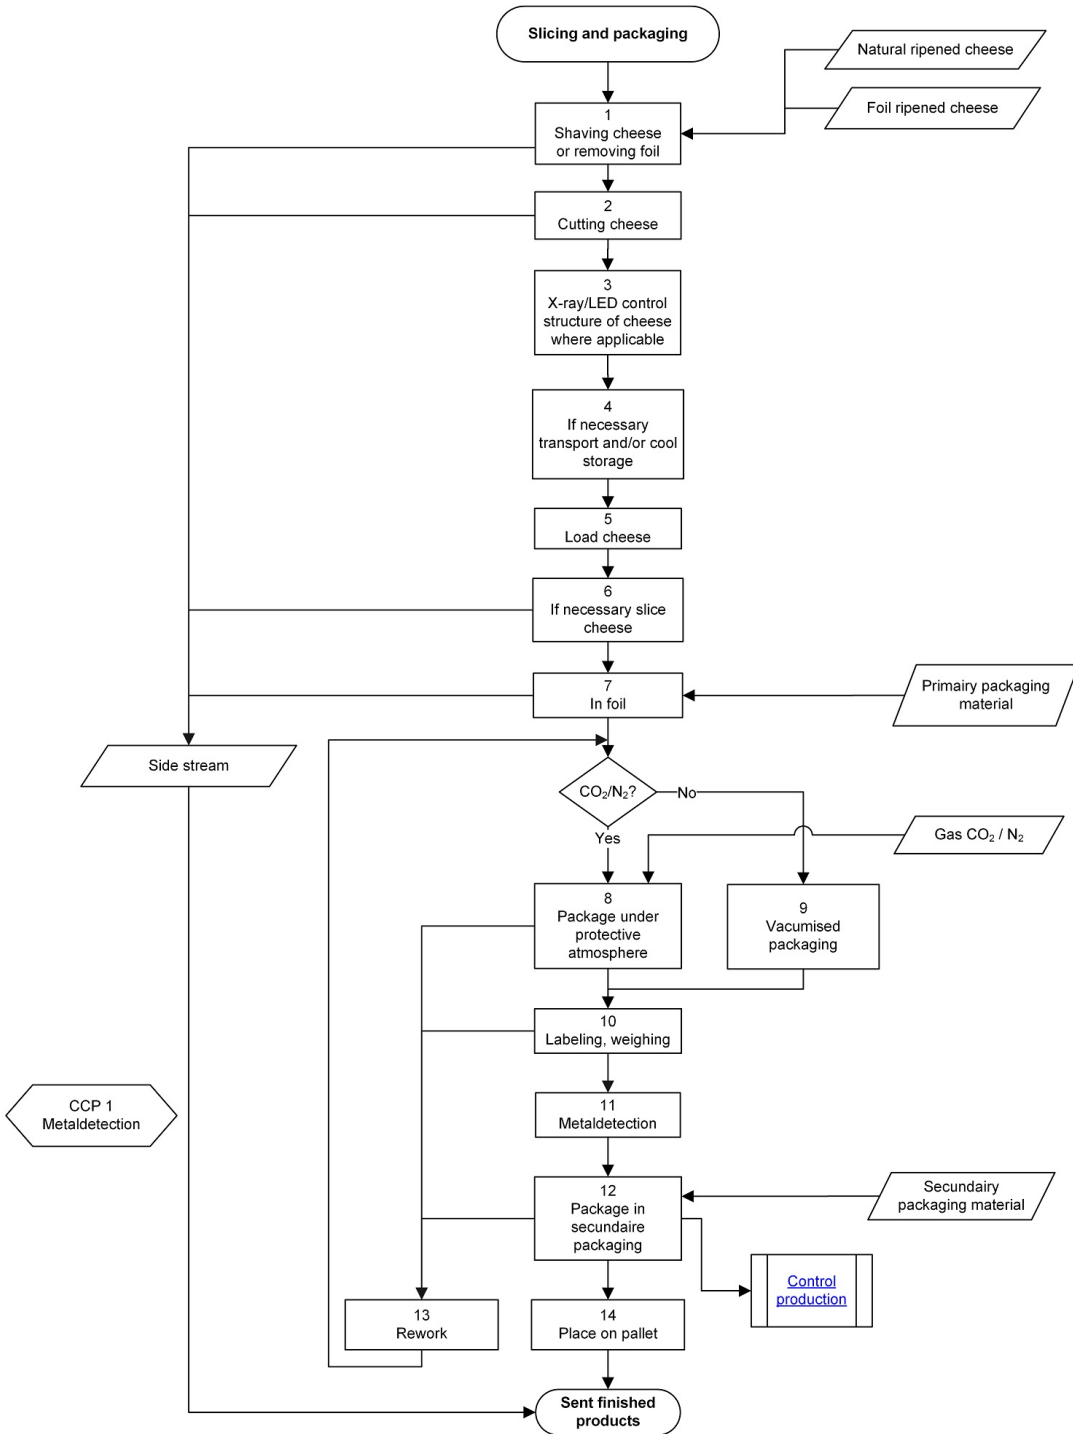 Slicing and packaging
Natural ripened cheese
Foil ripened cheese
1
Shaving cheese
or removing foil
2
Cutting cheese
3
X-ray/LED control
structure of cheese
where applicable
4
If necessary
transport and/or cool
storage
5
Load cheese
6
If necessary slice
cheese
7
In foil
Primairy packaging
material
Side stream
CO₂/N₂?
No
Yes
Gas CO₂ / N₂
8
Package under
protective
atmosphere
9
Vacumised
packaging
10
Labeling, weighing
CCP 1
Metaldetection
11
Metaldetection
12
Package in
secundaire
packaging
Secundairy
packaging material
Control
production
13
Rework
14
Place on pallet
Sent finished
products